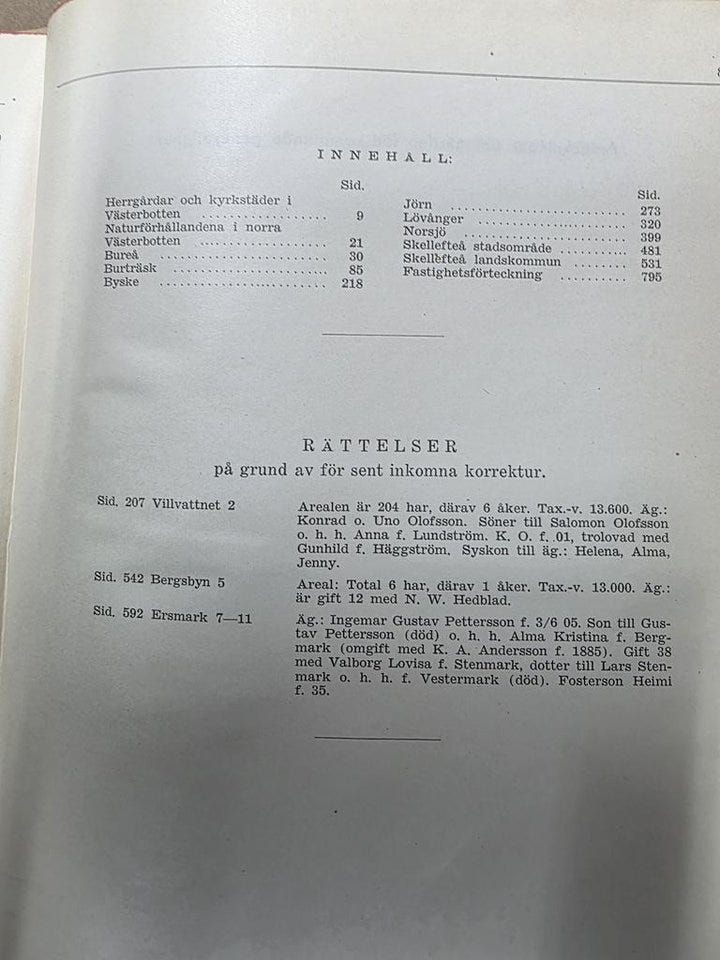 INNEHÅLL:
Sid.
Herrgårdar och kyrkstäder i
Västerbotten .................. 9
Naturförhållandena i norra
Västerbotten .................. 21
Bureå .................. 30
Burträsk .................. 85
Byske .................. 218
Sid.
Jörn .................. 273
Lövånger .................. 320
Norsjö .................. 399
Skellefteå stadsområde .......... 481
Skellefteå landskommun ........ 531
Fastighetsförteckning .......... 795
RÄTTELSER
på grund av för sent inkomna korrektur.
Sid. 207 Villvattnet 2
Arealen är 204 har, därav 6 åker. Tax.-v. 13.600. Äg.:
Konrad o. Uno Olofsson. Söner till Salomon Olofsson
o. h. h. Anna f. Lundström. K. O. f. 01, trolovad med
Gunhild f. Häggström. Syskon till äg.: Helena, Alma,
Jenny.
Sid. 542 Bergsbyn 5
Areal: Total 6 har, därav 1 åker. Tax.-v. 13.000. Äg.:
är gift 12 med N. W. Hedblad.
Sid. 592 Ersmark 7—11
Äg.: Ingemar Gustav Pettersson f. 3/6 05. Son till Gus-
tav Pettersson (död) o. h. h. Alma Kristina f. Berg-
mark (omgift med K. A. Andersson f. 1885). Gift 38
med Valborg Lovisa f. Stenmark, dotter till Lars Sten-
mark o. h. h. f. Vestermark (död). Fosterson Heimi
f. 35.